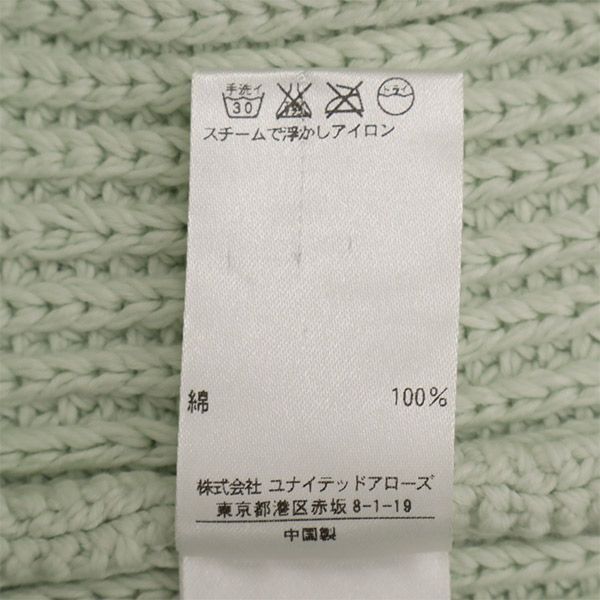 手洗イ
30
ドライ
スチームで浮かしアイロン
綿 100%
株式会社 ユナイテッドアローズ
東京都港区赤坂 8-1-19
中国製